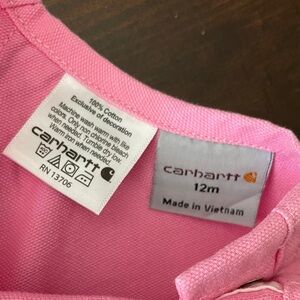 100% Cotton
Exclusive of decoration
Machine wash warm with like
colors. Only non chlorine bleach
when needed. Tumble dry low.
Warm iron when needed.
carhartt
RN 13706
carhartt
12m
Made in Vietnam